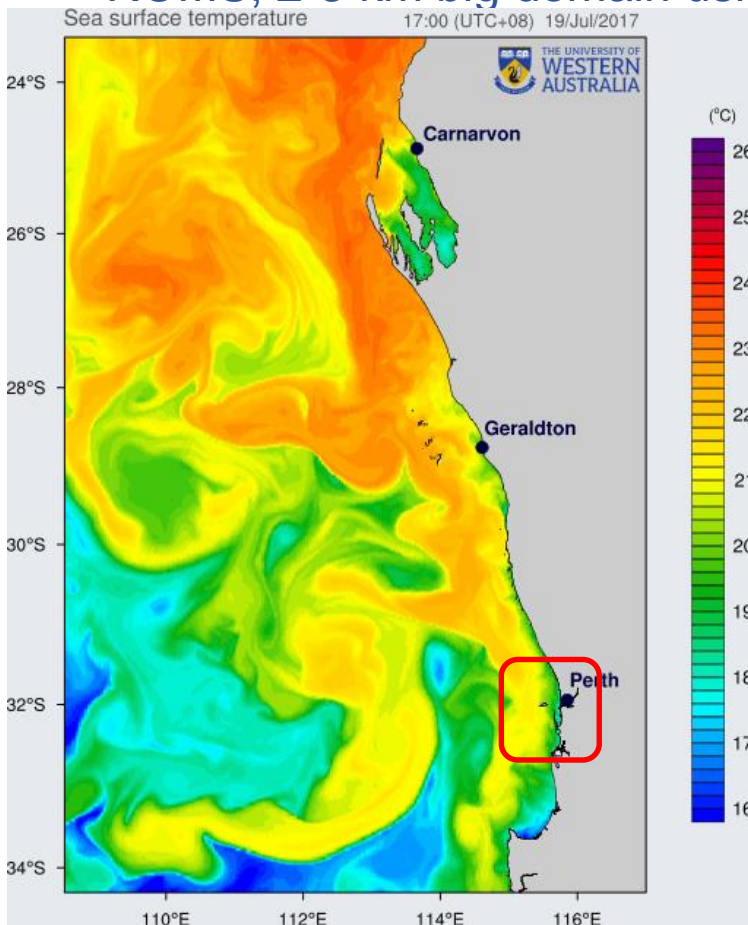 Sea surface temperature 17:00 (UTC+08) 19/Jul/2017
THE UNIVERSITY OF
WESTERN
AUSTRALIA
(°C)
24°S
Carnarvon
26
25
26°S
24
23
28°S
22
Geraldton
21
30°S
20
19
Perth
32°S
18
17
16
34°S
110°E 112°E 114°E 116°E